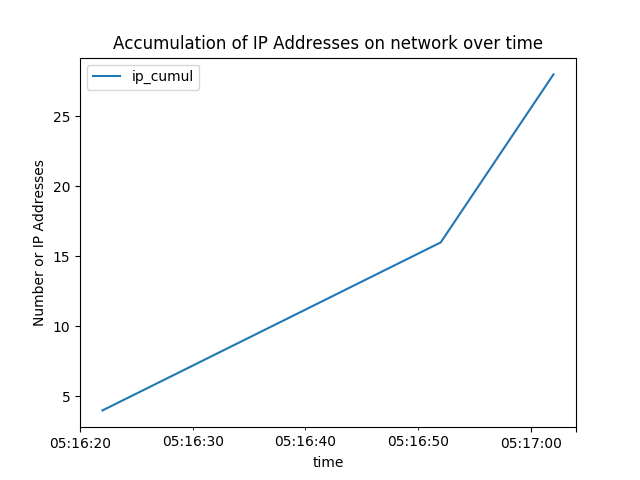 Accumulation of IP Addresses on network over time
ip_cumul
Number or IP Addresses
25
20
15
10
5
05:16:20 05:16:30 05:16:40 05:16:50 05:17:00
time